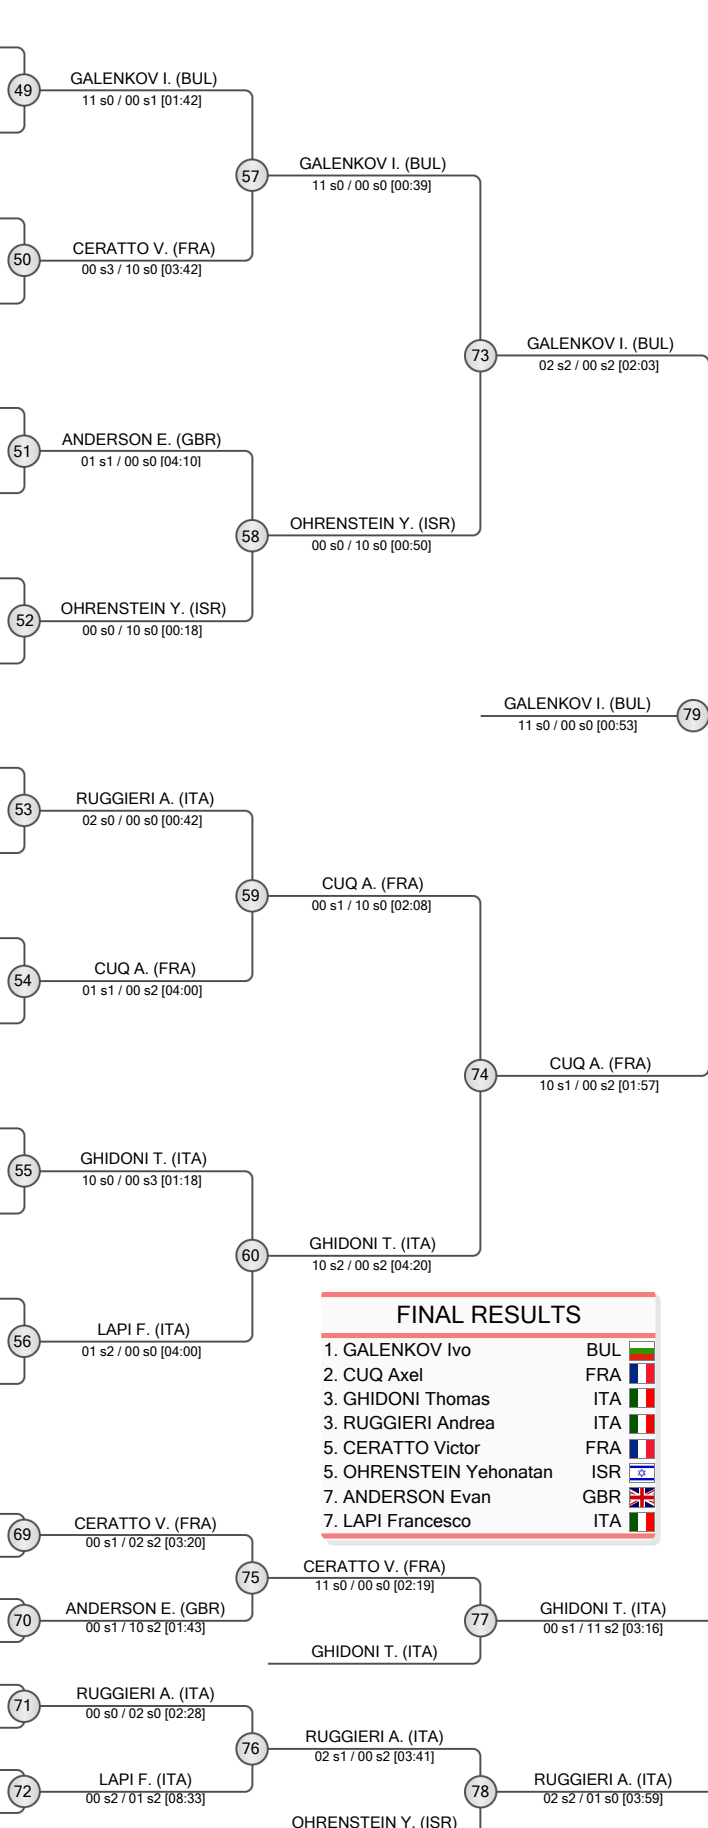 GALENKOV I. (BUL)
49
11 s0 / 00 s1 [01:42]
GALENKOV I. (BUL)
57
11 s0 / 00 s0 [00:39]
CERATTO V. (FRA)
50
00 s3 / 10 s0 [03:42]
GALENKOV I. (BUL)
73
02 s2 / 00 s2 [02:03]
ANDERSON E. (GBR)
51
01 s1 / 00 s0 [04:10]
OHRENSTEIN Y. (ISR)
58
00 s0 / 10 s0 [00:50]
OHRENSTEIN Y. (ISR)
52
00 s0 / 10 s0 [00:18]
GALENKOV I. (BUL)
79
11 s0 / 00 s0 [00:53]
RUGGIERI A. (ITA)
53
02 s0 / 00 s0 [00:42]
CUQ A. (FRA)
59
00 s1 / 10 s0 [02:08]
CUQ A. (FRA)
54
01 s1 / 00 s2 [04:00]
CUQ A. (FRA)
74
10 s1 / 00 s2 [01:57]
GHIDONI T. (ITA)
55
10 s0 / 00 s3 [01:18]
GHIDONI T. (ITA)
60
10 s2 / 00 s2 [04:20]
LAPI F. (ITA)
56
01 s2 / 00 s0 [04:00]
FINAL RESULTS
1. GALENKOV Ivo BUL
2. CUQ Axel FRA
3. GHIDONI Thomas ITA
3. RUGGIERI Andrea ITA
5. CERATTO Victor FRA
5. OHRENSTEIN Yehonatan ISR
7. ANDERSON Evan GBR
7. LAPI Francesco ITA
CERATTO V. (FRA)
69
00 s1 / 02 s2 [03:20]
CERATTO V. (FRA)
75
11 s0 / 00 s0 [02:19]
ANDERSON E. (GBR)
70
00 s1 / 10 s2 [01:43]
GHIDONI T. (ITA)
77
00 s1 / 11 s2 [03:16]
GHIDONI T. (ITA)
RUGGIERI A. (ITA)
71
00 s0 / 02 s0 [02:28]
RUGGIERI A. (ITA)
76
02 s1 / 00 s2 [03:41]
LAPI F. (ITA)
72
00 s2 / 01 s2 [08:33]
RUGGIERI A. (ITA)
78
02 s2 / 01 s0 [03:59]
OHRENSTEIN Y. (ISR)